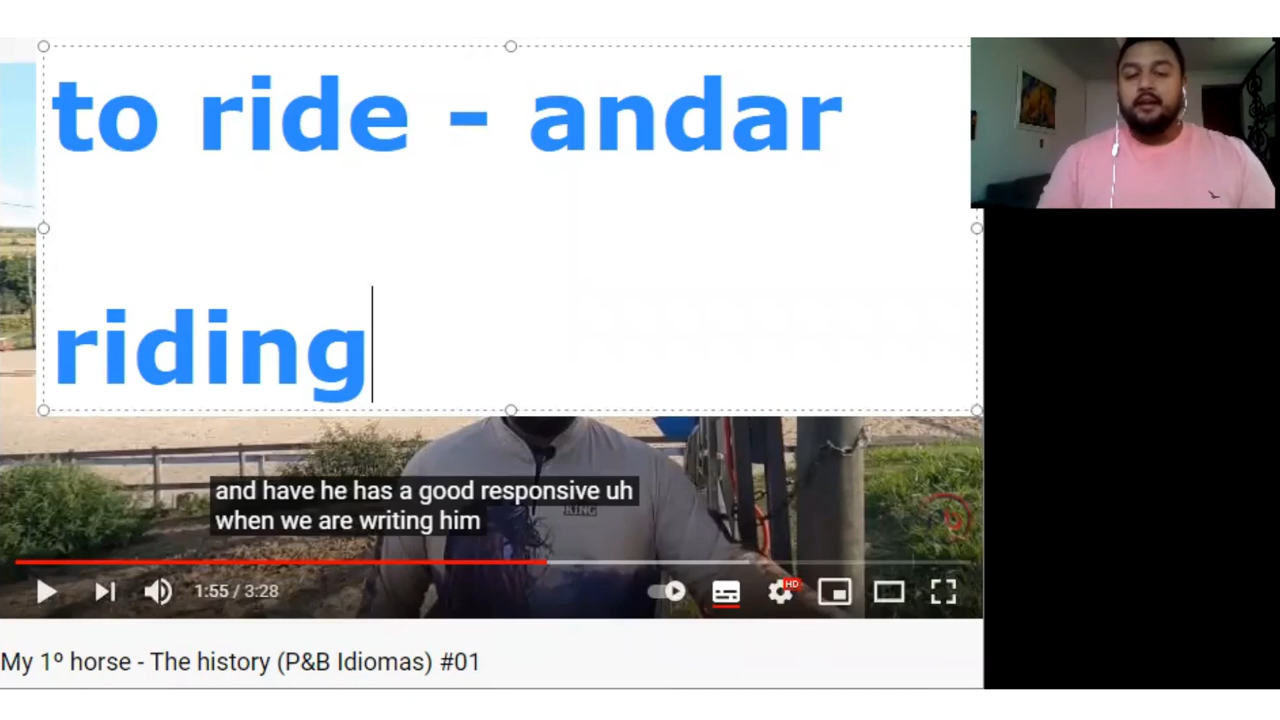 to ride - andar
riding
and have he has a good responsive uh
when we are writing him
KING
1:55 / 3:28
HD
My 1º horse - The history (P&B Idiomas) #01